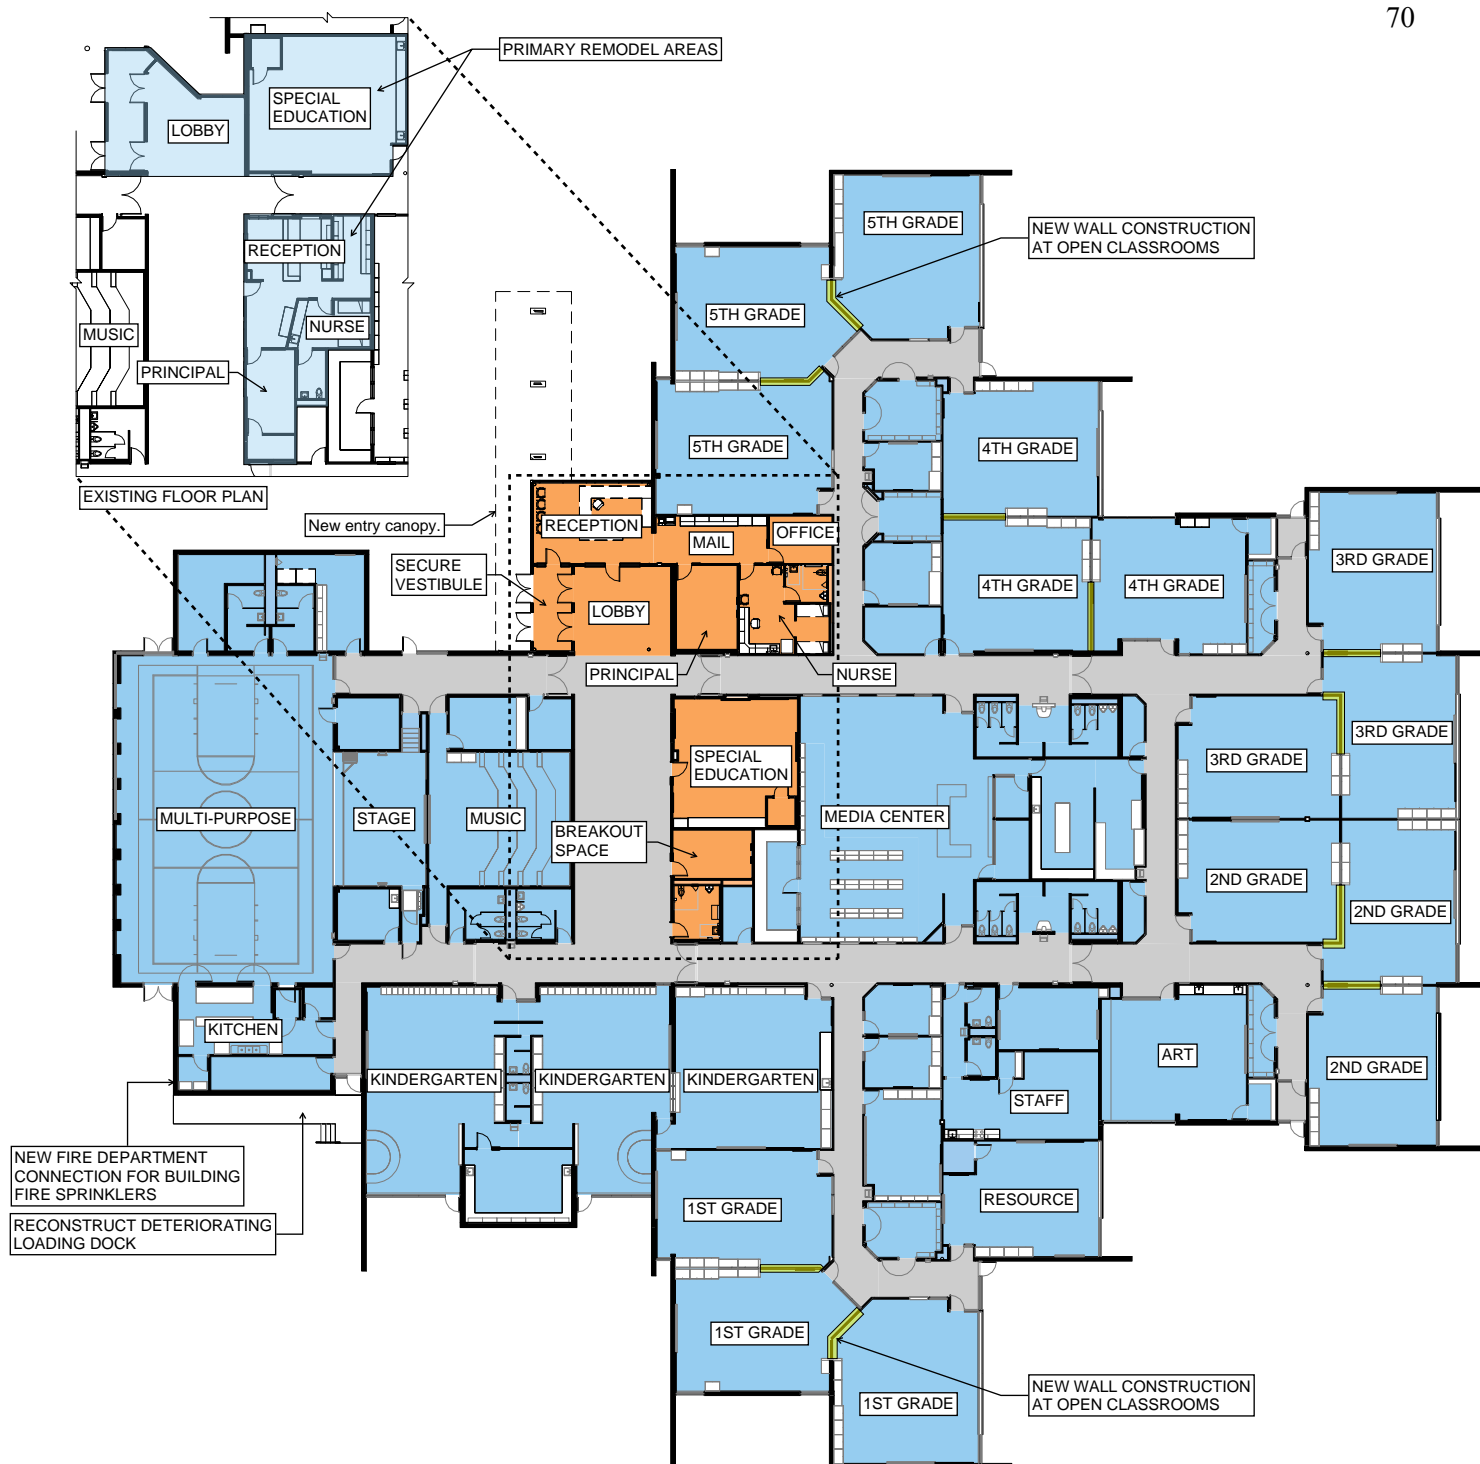 70
PRIMARY REMODEL AREAS
SPECIAL
EDUCATION
LOBBY
RECEPTION
NURSE
MUSIC
PRINCIPAL
EXISTING FLOOR PLAN
5TH GRADE
NEW WALL CONSTRUCTION
AT OPEN CLASSROOMS
5TH GRADE
5TH GRADE
4TH GRADE
New entry canopy.
RECEPTION
MAIL
OFFICE
SECURE
VESTIBULE
LOBBY
4TH GRADE
4TH GRADE
3RD GRADE
PRINCIPAL
NURSE
3RD GRADE
SPECIAL
EDUCATION
3RD GRADE
MULTI-PURPOSE
STAGE
MUSIC
MEDIA CENTER
BREAKOUT
SPACE
2ND GRADE
2ND GRADE
KITCHEN
ART
KINDERGARTEN
KINDERGARTEN
KINDERGARTEN
2ND GRADE
STAFF
NEW FIRE DEPARTMENT
CONNECTION FOR BUILDING
FIRE SPRINKLERS
RESOURCE
1ST GRADE
RECONSTRUCT DETERIORATING
LOADING DOCK
1ST GRADE
NEW WALL CONSTRUCTION
AT OPEN CLASSROOMS
1ST GRADE